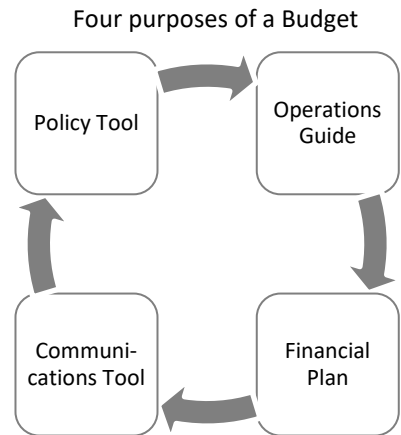 Four purposes of a Budget
Policy Tool
Operations
Guide
Communi-
cations Tool
Financial
Plan